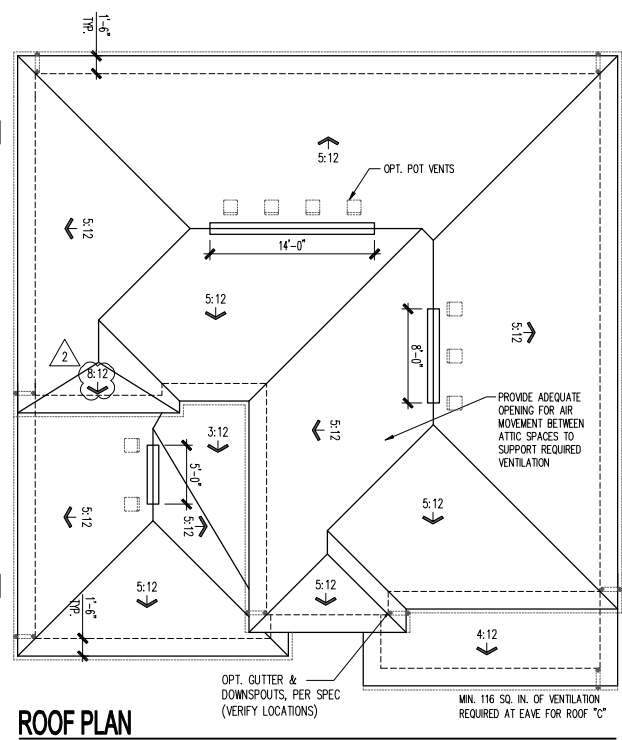 1'-6"
TYP.
5:12
OPT. POT VENTS
14'-0"
5:12
5:12
5:12
8'-0"
2
8:12
PROVIDE ADEQUATE
OPENING FOR AIR
MOVEMENT BETWEEN
ATTIC SPACES TO
SUPPORT REQUIRED
VENTILATION
3:12
5:12
5'-0"
5:12
5:12
5:12
5:12
5:12
1'-6"
TYP.
4:12
OPT. GUTTER &
DOWNSPOUTS, PER SPEC
(VERIFY LOCATIONS)
MIN. 116 SQ. IN. OF VENTILATION
REQUIRED AT EAVE FOR ROOF "C"
ROOF PLAN